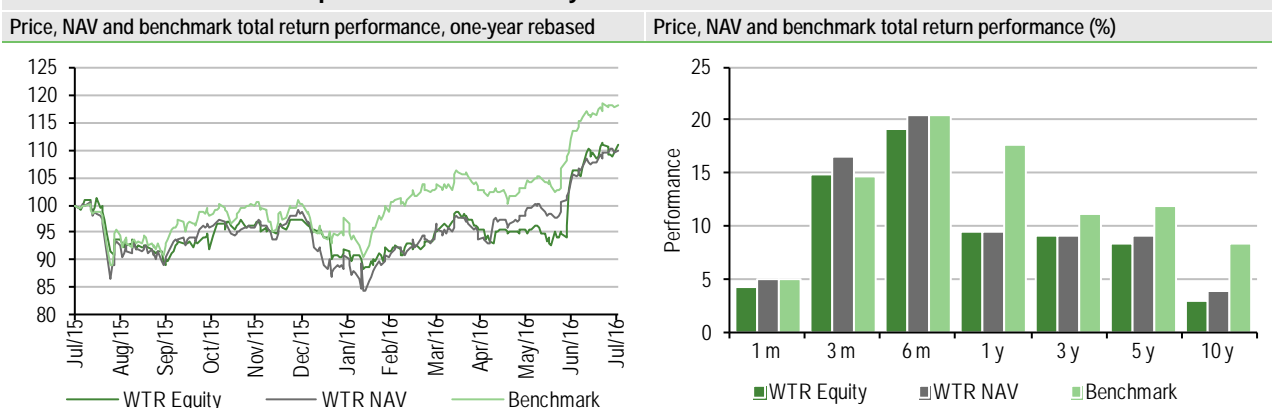 Price, NAV and benchmark total return performance, one-year rebased
Price, NAV and benchmark total return performance (%)
125
120
115
110
105
100
95
90
85
80
Jul/15
Aug/15
Sep/15
Oct/15
Nov/15
Dec/15
Jan/16
Feb/16
Mar/16
Apr/16
May/16
Jun/16
Jul/16
WTR Equity
WTR NAV
Benchmark
25
20
15
10
5
0
Performance
1 m
3 m
6 m
1 y
3 y
5 y
10 y
WTR Equity
WTR NAV
Benchmark